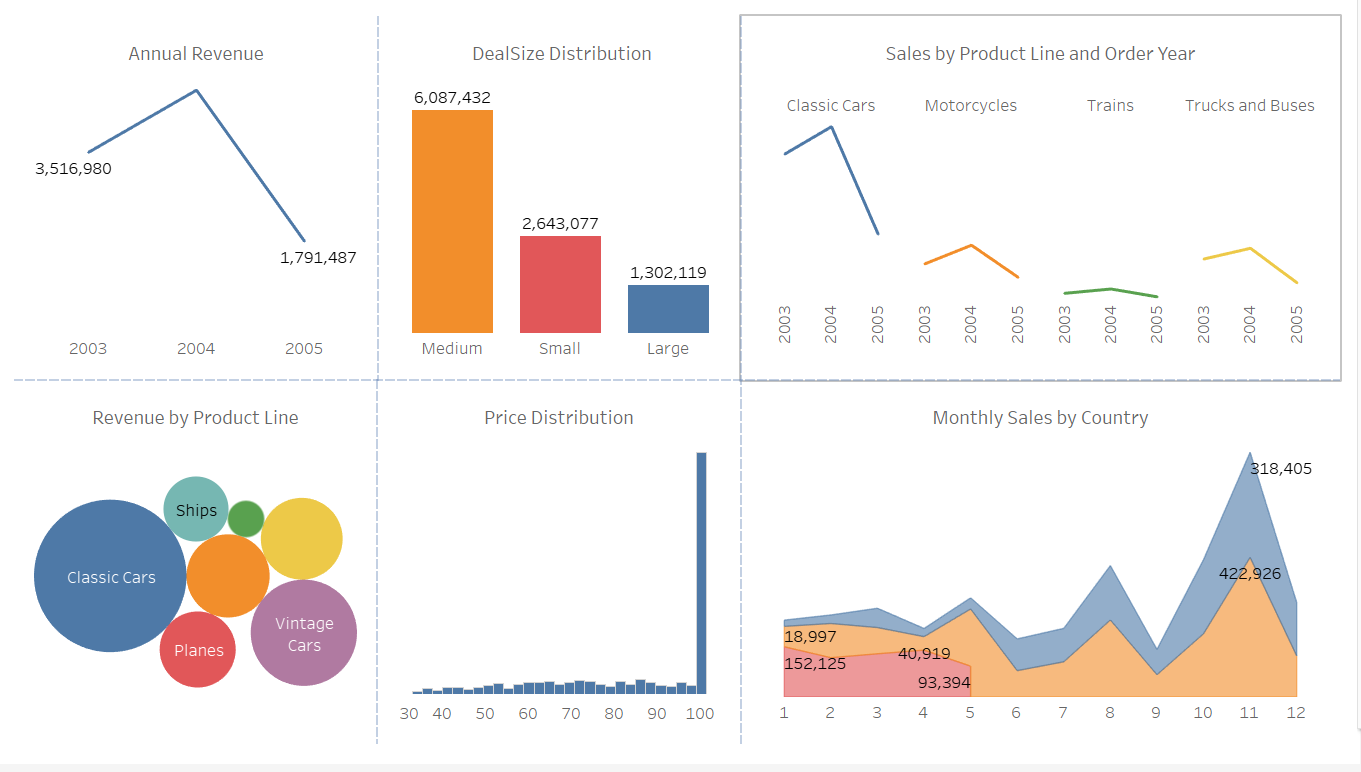 Annual Revenue
3,516,980
1,791,487
2003 2004 2005
DealSize Distribution
6,087,432
2,643,077
1,302,119
Medium Small Large
Sales by Product Line and Order Year
Classic Cars Motorcycles Trains Trucks and Buses
2003 2004 2005 2003 2004 2005 2003 2004 2005 2003 2004 2005
Revenue by Product Line
Ships
Classic Cars
Vintage
Cars
Planes
Price Distribution
30 40 50 60 70 80 90 100
Monthly Sales by Country
318,405
422,926
18,997
40,919
152,125
93,394
1 2 3 4 5 6 7 8 9 10 11 12